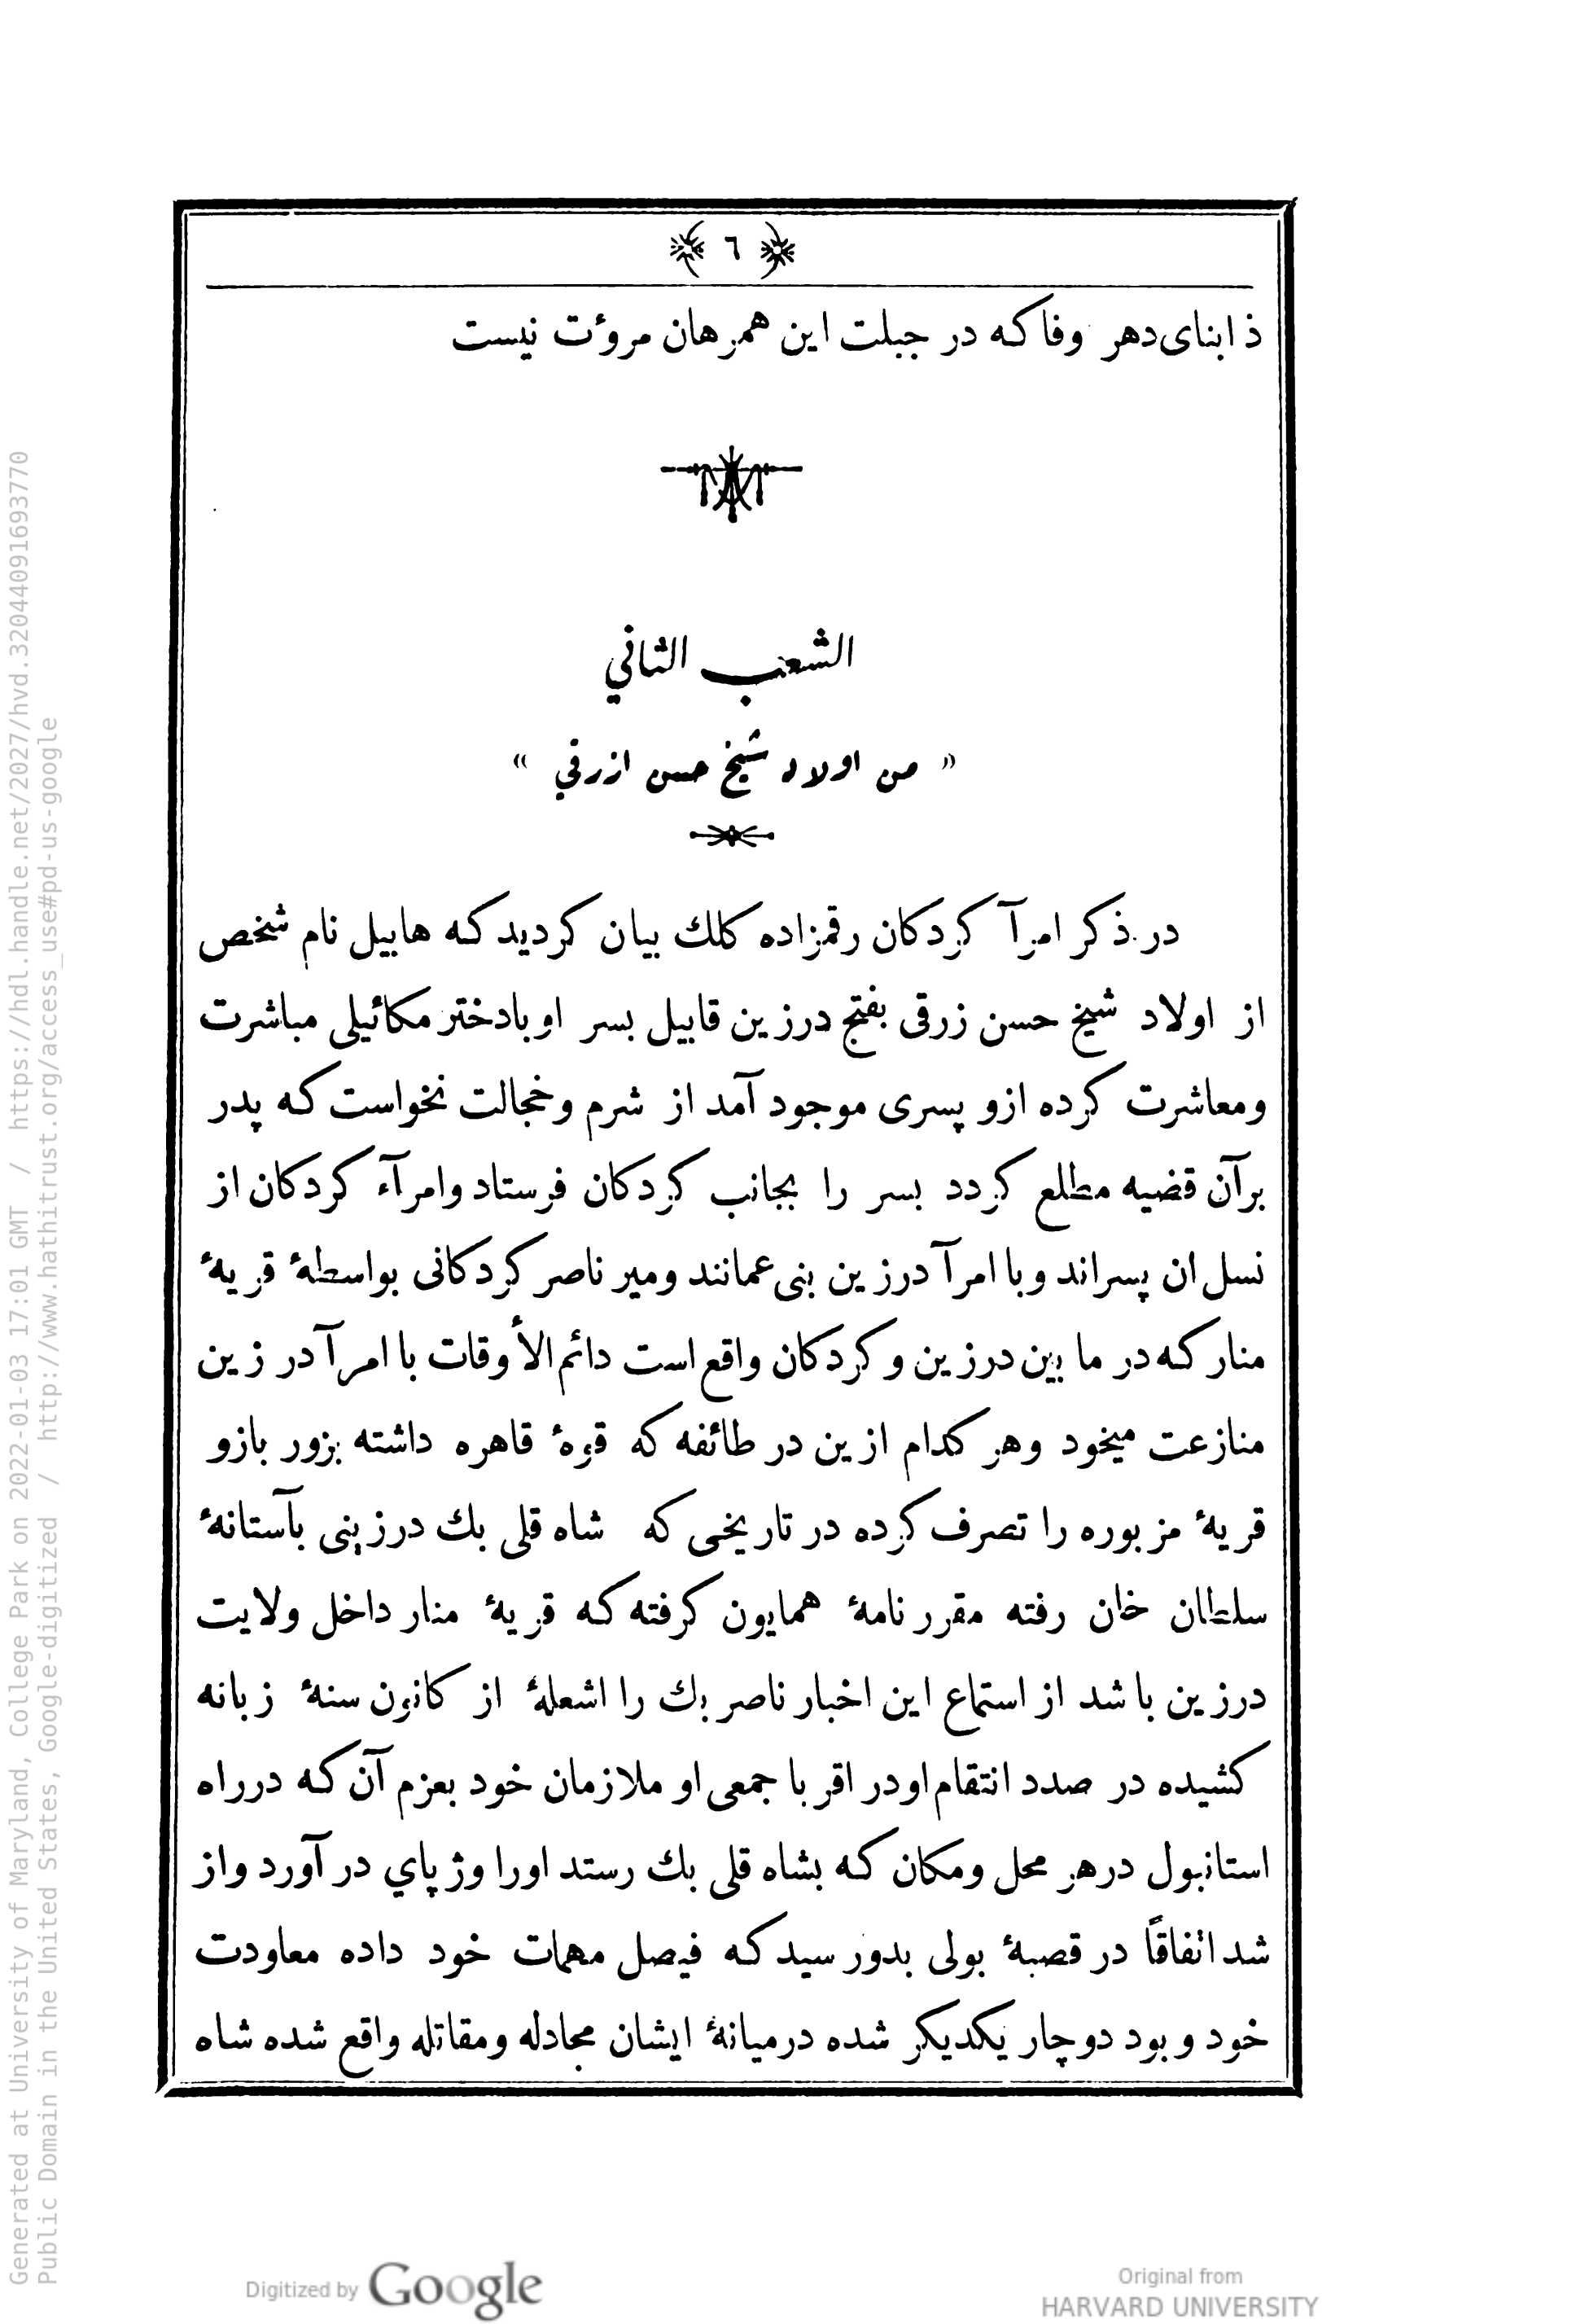 ٦
ذ ابنای دهر وفا که در جبلت این همرهان مرؤت نیست
الشعب الثاني
« من اولاد شیخ حسن ازرقي »
در ذکر امرآ کردکان رقمزاده کلك بیان کردید که هابیل نام شخص
از اولاد شیخ حسن زرقی بفتح درزین قابیل بسر او بادختر مکائیلی مباشرت
ومعاشرت کرده ازو پسری موجود آمد از شرم وخجالت نخواست که پدر
برآن قضیه مطلع کردد بسر را بجانب کردکان فرستاد وامرآء کردکان از
نسل ان پسراند وبا امرآ درزین بنی عمانند ومیر ناصر کردکانی بواسطهٔ قریهٔ
منار که در ما بین درزین و کردکان واقع است دائم الأوقات با امرآ در زین
منازعت میخود وهر کدام ازین در طائفه که قوهٔ قاهره داشته بزور بازو
قریهٔ مزبوره را تصرف کرده در تاریخی که شاه قلی بك درزینی بآستانهٔ
سلطان خان رفته مقرر نامهٔ همایون کرفته که قریهٔ منار داخل ولایت
درزین باشد از استماع این اخبار ناصر بك را اشعلهٔ از کانون سنهٔ زبانه
کشیده در صدد انتقام اودر اقر با جمعی او ملازمان خود بعزم آن که درراه
استانبول درهر محل ومکان که بشاه قلی بك رستد اورا وژ پاي در آورد واز
شد اتفاقًا در قصبهٔ بولی بدور سید که فیصل مهمات خود داده معاودت
خود وبود دوچار یکدیکر شده درمیانهٔ ایشان مجادله ومقاتله واقع شده شاه
Generated at University of Maryland, College Park on 2022-01-03 17:01 GMT / https://hdl.handle.net/2027/hvd.32044091693770
Public Domain in the United States, Google-digitized / http://www.hathitrust.org/access_use#pd-us-google
Digitized by Google
Original from
HARVARD UNIVERSITY